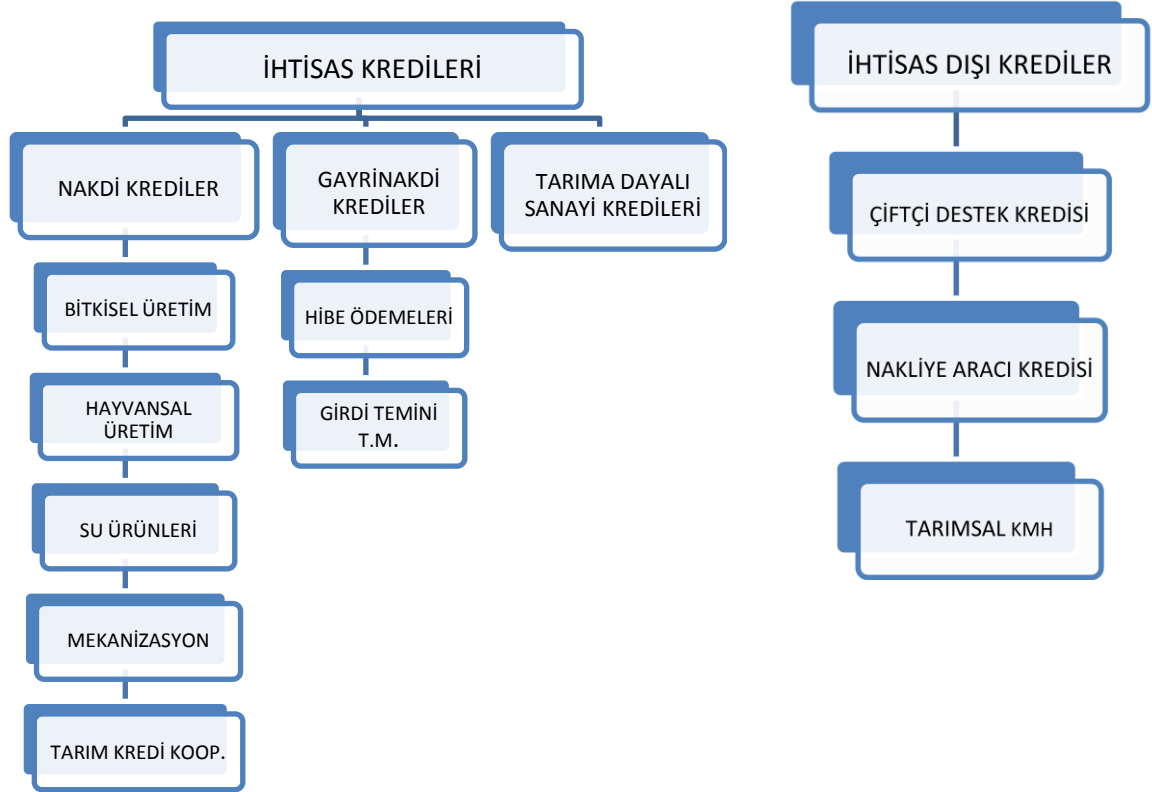 İHTİSAS KREDİLERİ
NAKDİ KREDİLER
BİTKİSEL ÜRETİM
HAYVANSAL
ÜRETİM
SU ÜRÜNLERİ
MEKANİZASYON
TARIM KREDİ KOOP.
GAYRİNAKDİ
KREDİLER
HİBE ÖDEMELERİ
GİRDİ TEMİNİ
T.M.
TARIMA DAYALI
SANAYİ KREDİLERİ
İHTİSAS DIŞI KREDİLER
ÇİFTÇİ DESTEK KREDİSİ
NAKLİYE ARACI KREDİSİ
TARIMSAL KMH